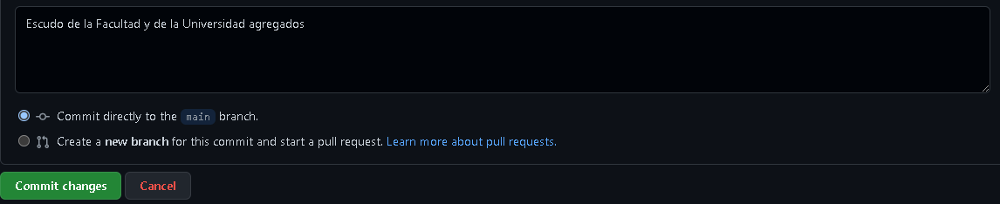 Escudo de la Facultad y de la Universidad agregados
Commit directly to the main branch.
Create a new branch for this commit and start a pull request. Learn more about pull requests.
Commit changes
Cancel